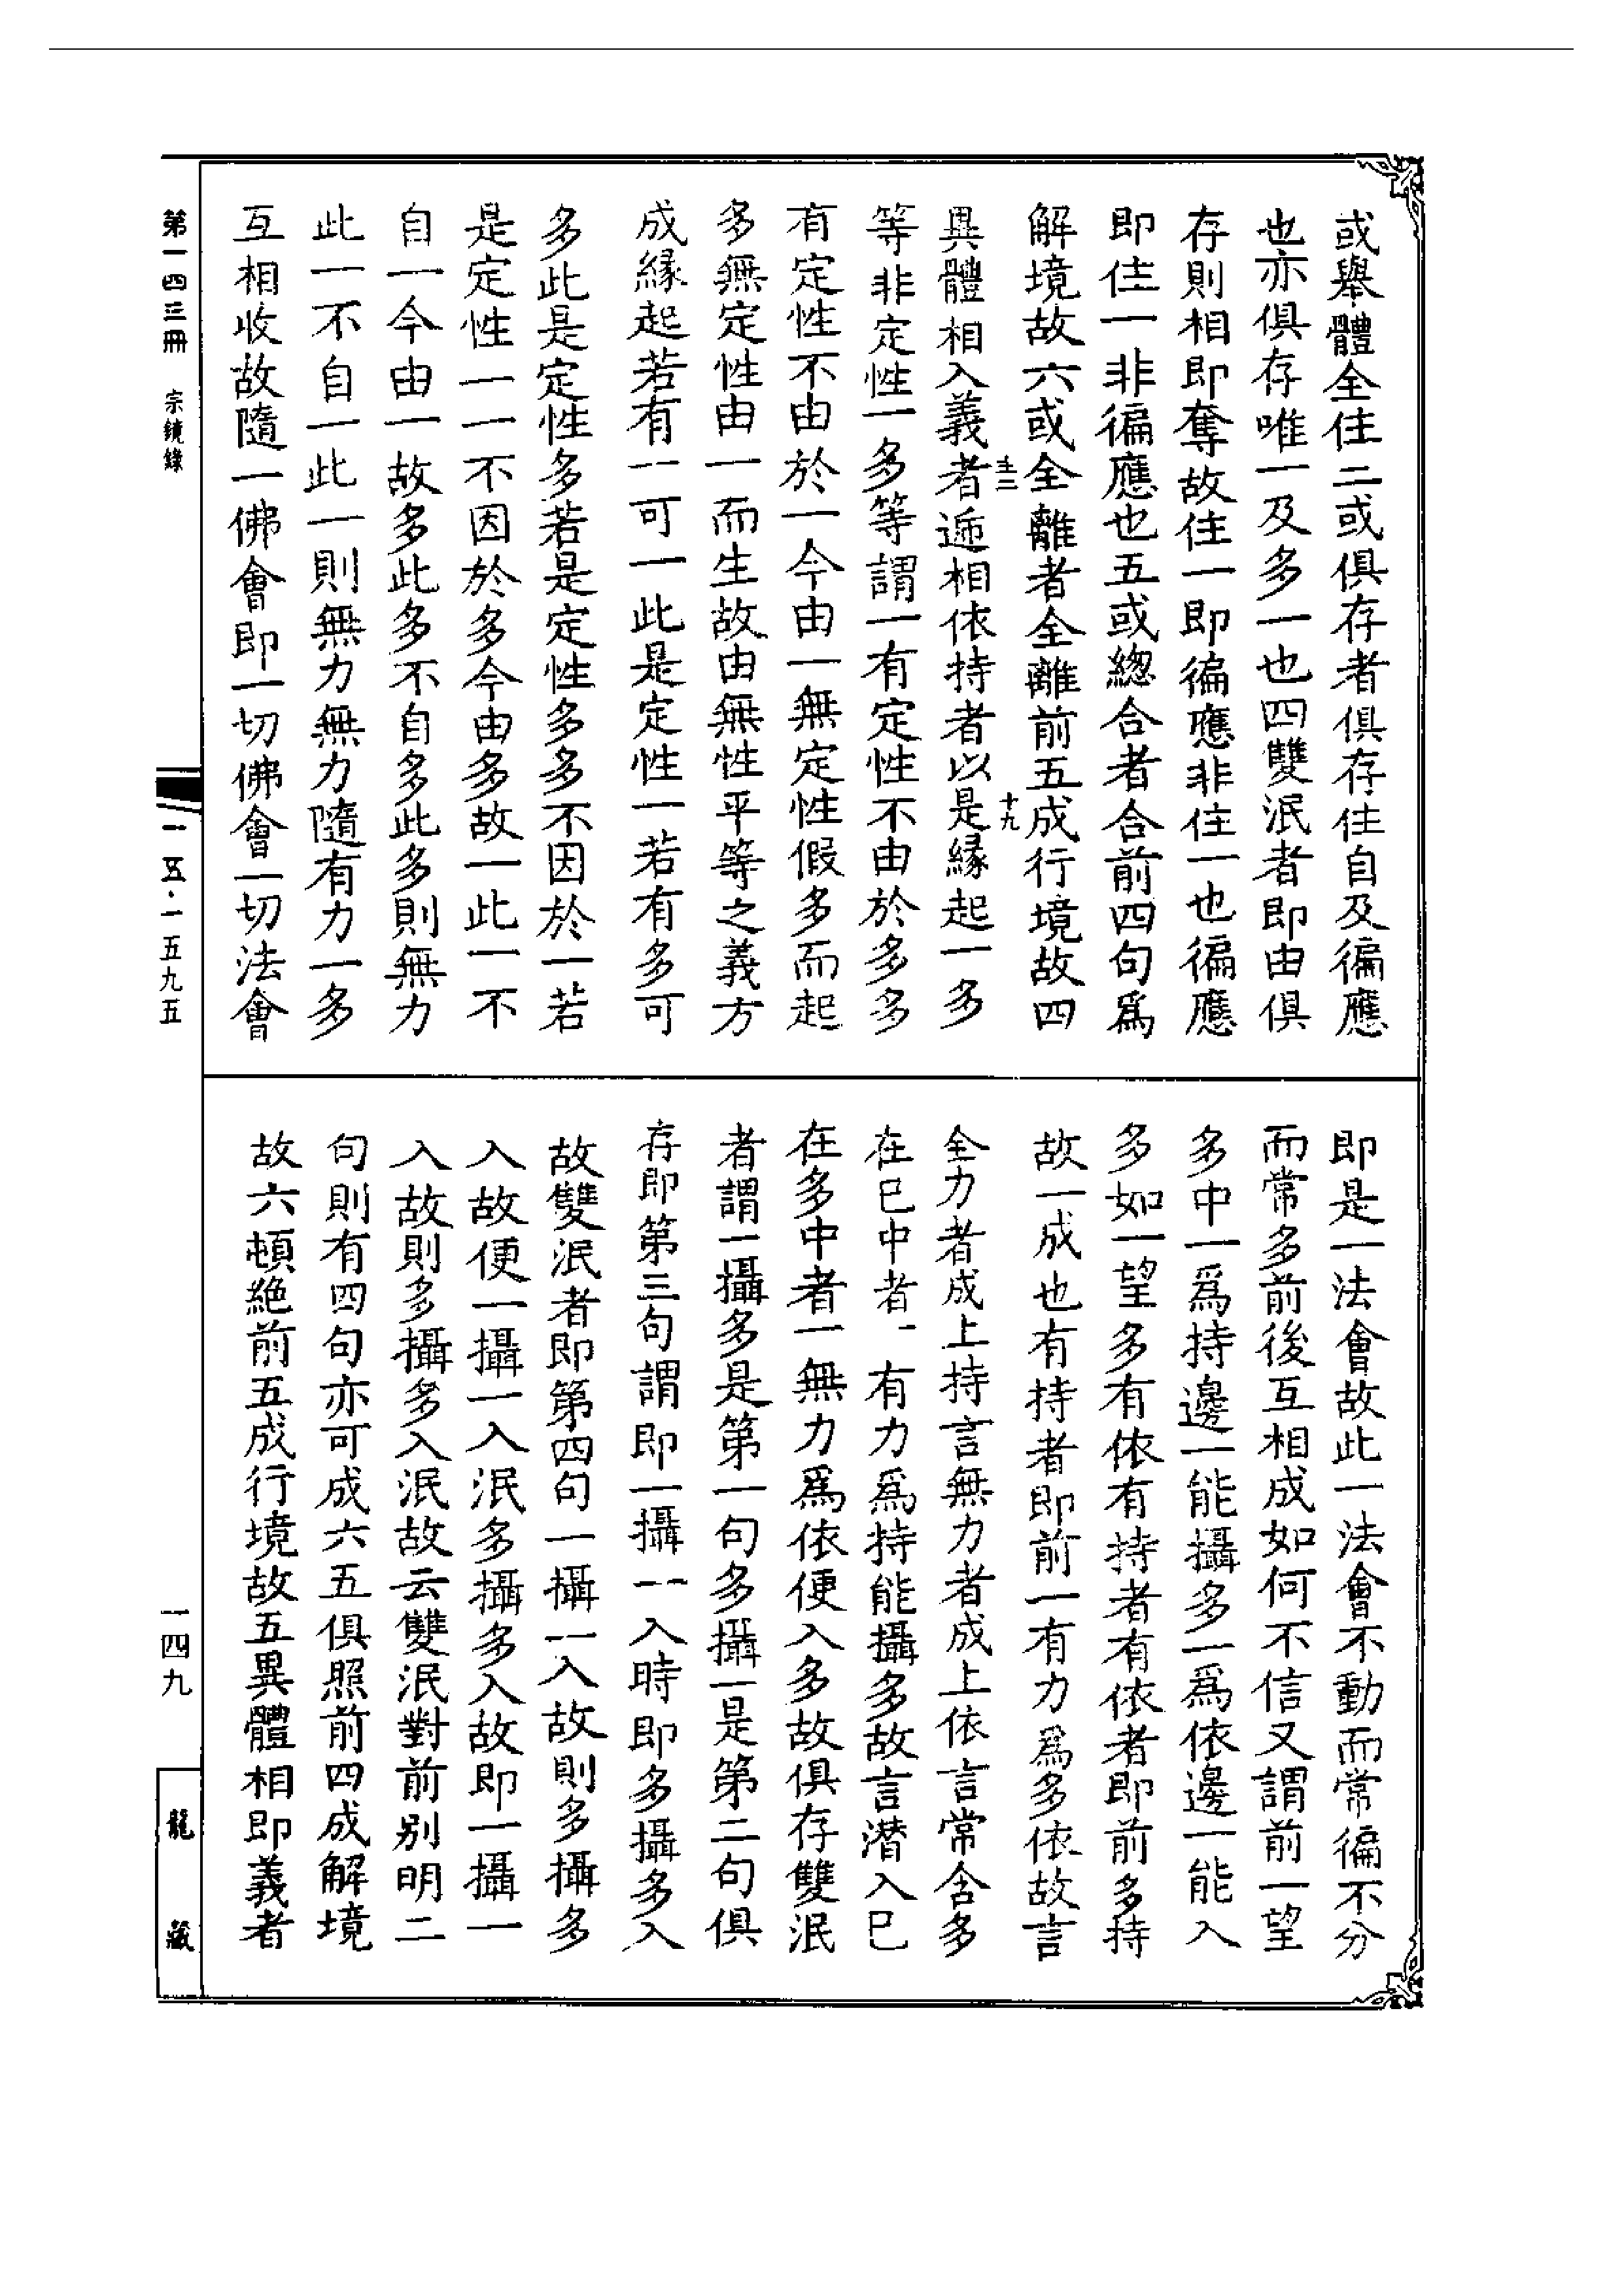 或舉體全住二或俱存者俱存住自及徧應
也亦俱存唯一及多一也四雙泯者即由俱
存則相即奪故住一即徧應非住一也徧應
即住一非徧應也五或總合者合前四句爲
解境故六或全離者全離前五成行境故四
圭三 十九
異體相入義者遞相依持者以是緣起一多
等非定性一多等謂一有定性不由於多多
有定性不由於一今由一無定性假多而起
多無定性由一而生故由無性平等之義方
成緣起若有一可一此是定性一若有多可
多此是定性多若是定性多多不因於一若
是定性一一不因於多今由多故一此一不
自一今由一故多此多不自多此多則無力
此一不自一此一則無力無力隨有力一多
互相收故隨一佛會即一切佛會一切法會
即是一法會故此一法會不動而常徧不分
而常多前後互相成如何不信又謂前一望
多中一爲持邊一能攝多一爲依邊一能入
多如一望多有依有持者有依者即前多持
故一成也有持者即前一有力爲多依故言
全力者成上持言無力者成上依言常含多
在已中者一有力爲持能攝多故言潛入已
在多中者一無力爲依便入多故俱存雙泯
者謂一攝多是第一句多攝一是第二句俱
存即第三句謂即一攝一入時即多攝多入
故雙泯者即第四句一攝一入故則多攝多
入故便一攝一入泯多攝多入故即一攝一
入故則多攝多入泯故云雙泯對前別明二
句則有四句亦可成六五俱照前四成解境
故六頓絶前五成行境故五異體相即義者
第一四三冊 宗鏡錄
一一五·一五九五
一四九
龍藏